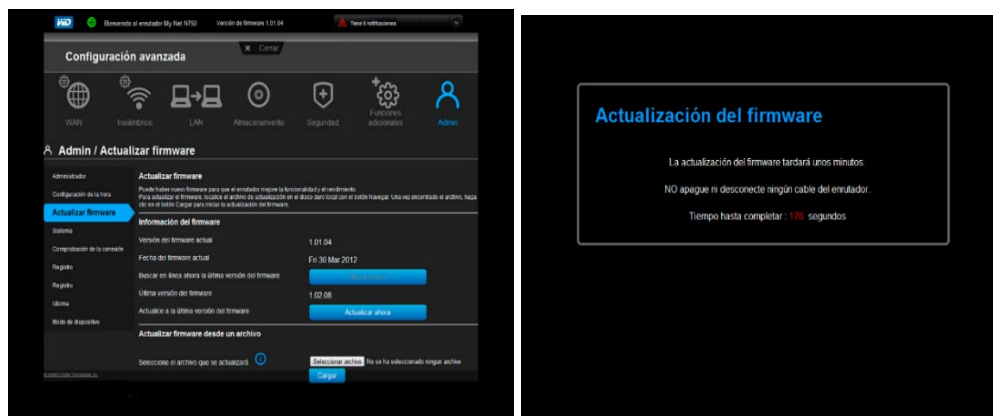 WD Bienvenido al enrutador My Net N750 Versión de firmware 1.01.04 Tiene 6 notificaciones.
X Cerrar
Configuración avanzada
WAN Inalámbrico LAN Almacenamiento Seguridad Funciones adicionales Admin
Admin / Actualizar firmware
Administrador
Configuración de la hora
Actualizar firmware
Sistema
Comprobación de la conexión
Registro
Registro
Idioma
Modo de dispositivo
Actualizar firmware
Puede haber nuevo firmware para que el enrutador mejore la funcionalidad y el rendimiento.
Para actualizar el firmware, localice el archivo de actualización en el disco duro local con el botón Navegar. Una vez encontrado el archivo, haga
clic en el botón Cargar para iniciar la actualización del firmware.
Información del firmware
Versión del firmware actual 1.01.04
Fecha del firmware actual Fri 30 Mar 2012
Buscar en línea ahora la última versión del firmware
Última versión del firmware 1.02.08
Actualice a la última versión del firmware Actualizar ahora
Actualizar firmware desde un archivo
Seleccione el archivo que se actualizará Seleccionar archivo No se ha seleccionado ningún archivo
Cargar
Actualización del firmware
La actualización del firmware tardará unos minutos.
NO apague ni desconecte ningún cable del enrutador.
Tiempo hasta completar : 176 segundos